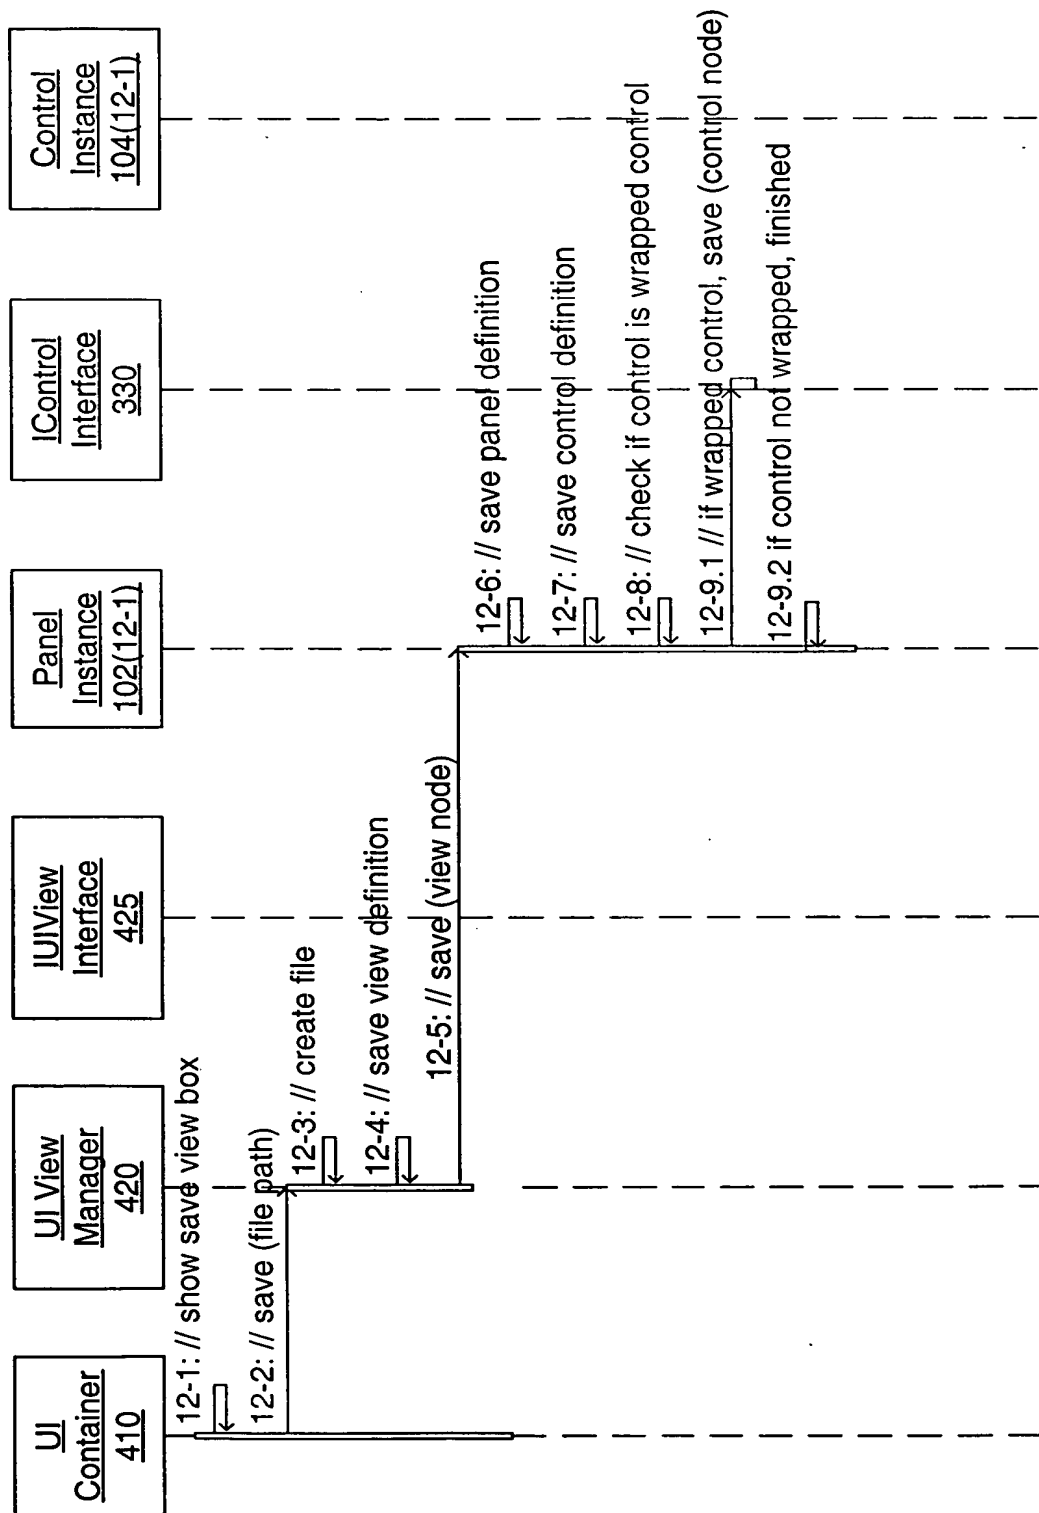 UI
Container
410
UI View
Manager
420
IUIView
Interface
425
Panel
Instance
102(12-1)
IControl
Interface
330
Control
Instance
104(12-1)
12-1: // show save view box
12-2: // save (file path)
12-3: // create file
12-4: // save view definition
12-5: // save (view node)
12-6: // save panel definition
12-7: // save control definition
12-8: // check if control is wrapped control
12-9.1 // if wrapped control, save (control node)
12-9.2 if control not wrapped, finished